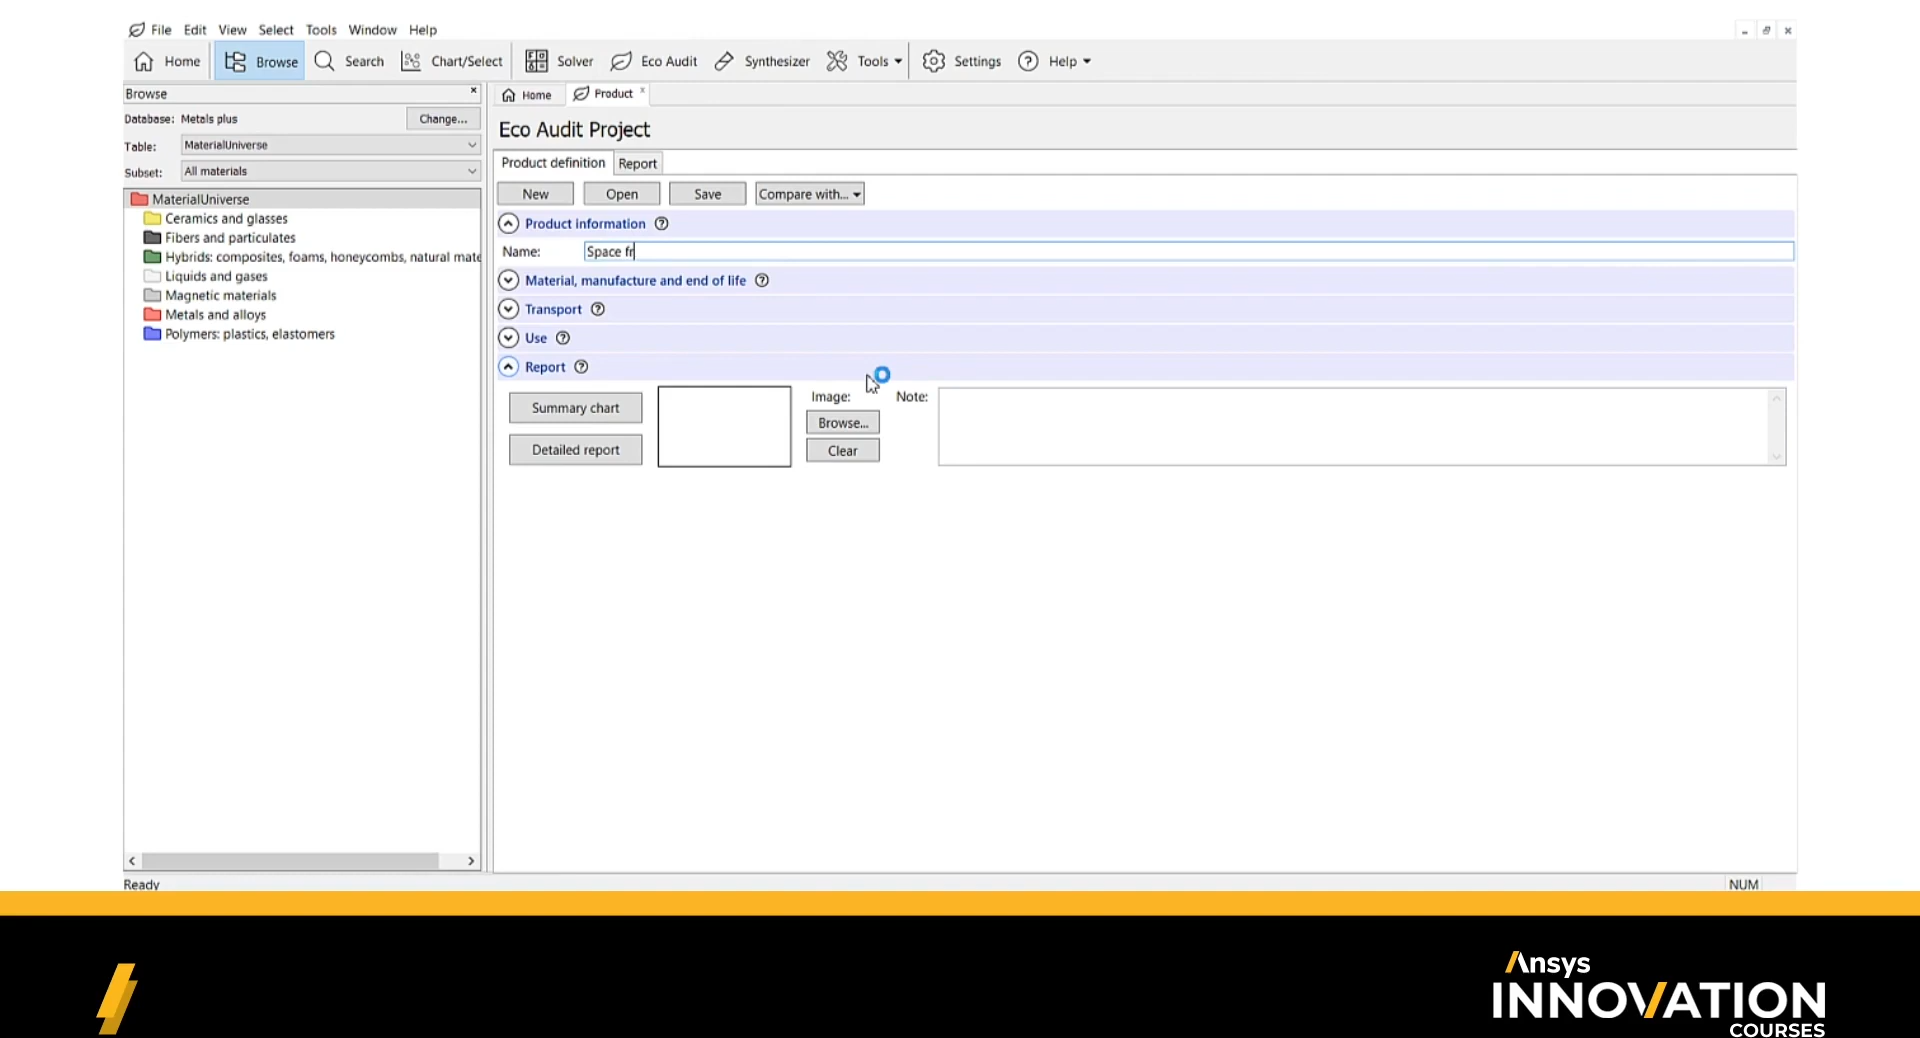 File Edit View Select Tools Window Help
Home Browse Search Chart/Select Solver Eco Audit Synthesizer Tools Settings Help
Browse
Database: Metals plus Change...
Table: MaterialUniverse
Subset: All materials
MaterialUniverse
Ceramics and glasses
Fibers and particulates
Hybrids: composites, foams, honeycombs, natural mate
Liquids and gases
Magnetic materials
Metals and alloys
Polymers: plastics, elastomers
Home Product
Eco Audit Project
Product definition Report
New Open Save Compare with...
Product information
Name: Space fr
Material, manufacture and end of life
Transport
Use
Report
Summary chart
Detailed report
Image:
Browse...
Clear
Note:
Ready NUM
Ansys
INNOVATION
COURSES